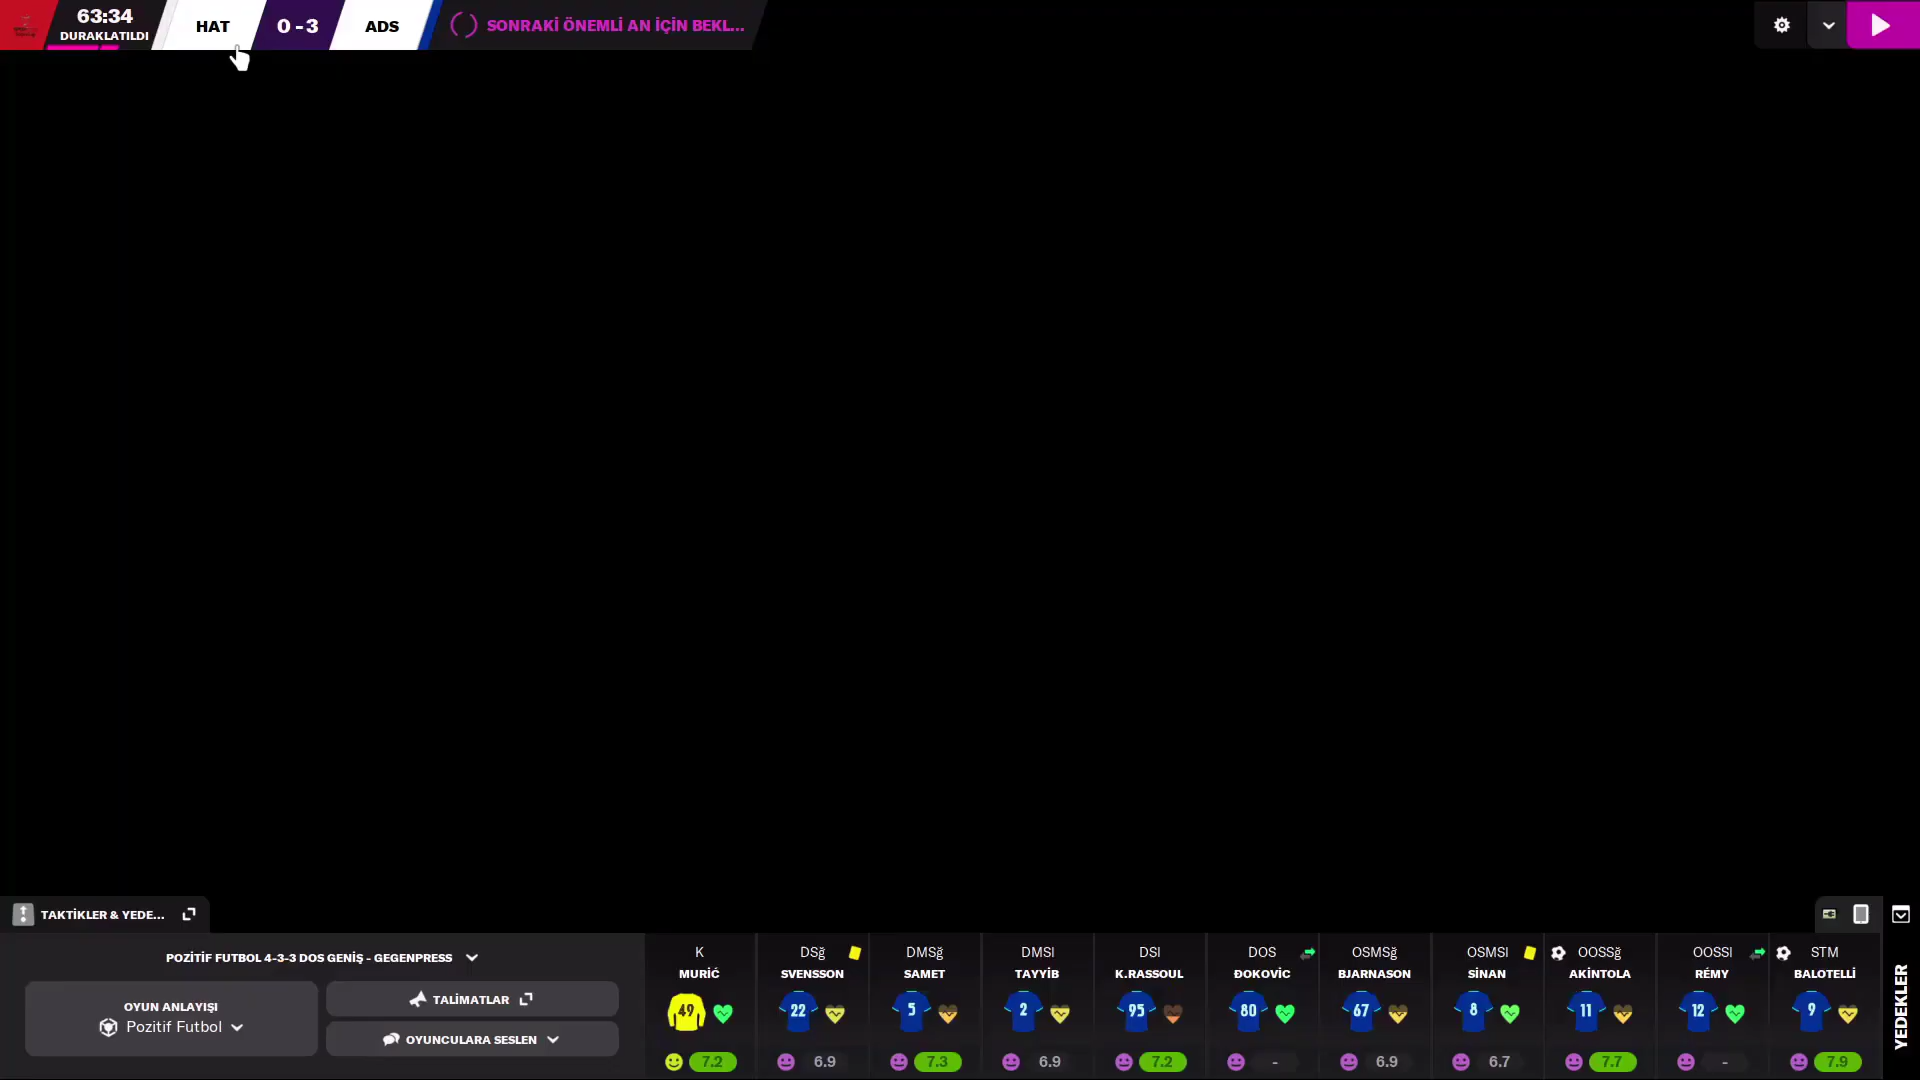 63:34
DURAKLATILDI
HAT
0 - 3
ADS
SONRAKİ ÖNEMLİ AN İÇİN BEKL...
TAKTİKLER & YEDE...
POZİTİF FUTBOL 4-3-3 DOS GENİŞ - GEGENPRESS
OYUN ANLAYIŞI
Pozitif Futbol
TALİMATLAR
OYUNCULARA SESLEN
K
MURIĆ
49
7.2
DSğ
SVENSSON
22
6.9
DMSğ
SAMET
5
7.3
DMSl
TAYYİB
2
6.9
DSl
K.RASSOUL
95
7.2
DOS
ĐOKOVIC
80
-
OSMSğ
BJARNASON
67
6.9
OSMSl
SİNAN
8
6.7
OOSSğ
AKİNTOLA
11
7.7
OOSSl
RÉMY
12
-
STM
BALOTELLİ
9
7.9
YEDEKLER